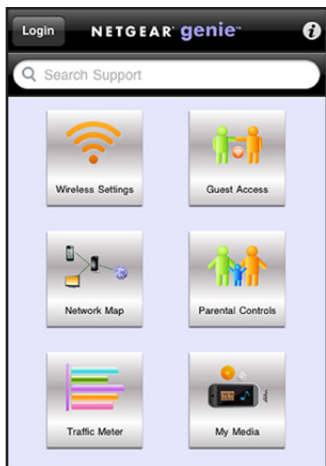 Login
NETGEAR® genie™
Search Support
Wireless Settings
Guest Access
Network Map
Parental Controls
Traffic Meter
My Media